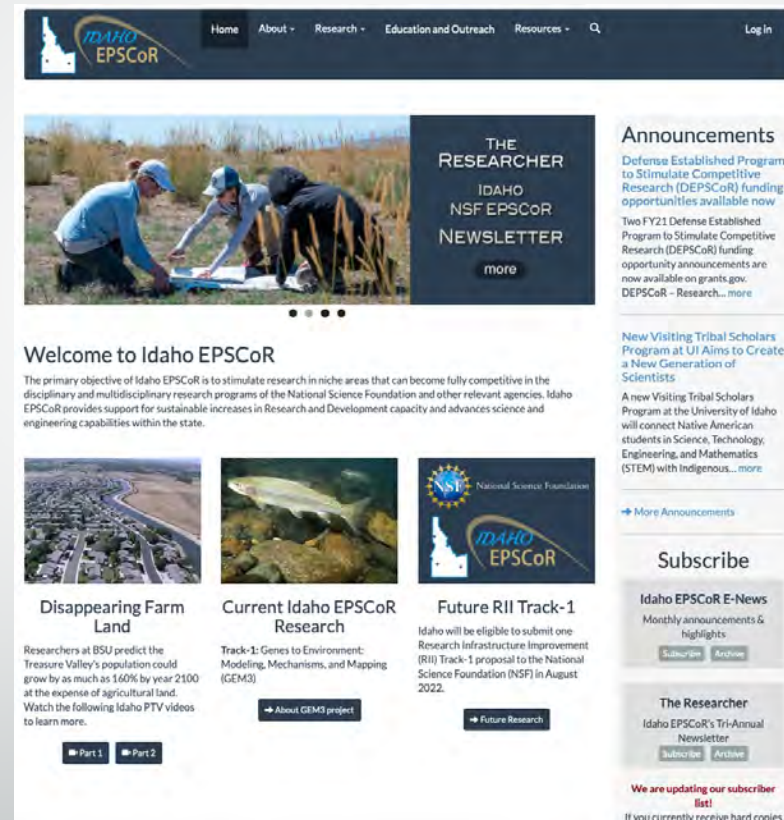 IDAHO
EPSCoR
Home
About
Research
Education and Outreach
Resources
Log in
THE
RESEARCHER
IDAHO
NSF EPSCOR
NEWSLETTER
more
Welcome to Idaho EPSCoR
The primary objective of Idaho EPSCoR is to stimulate research in niche areas that can become fully competitive in the
disciplinary and multidisciplinary research programs of the National Science Foundation and other relevant agencies. Idaho
EPSCoR provides support for sustainable increases in Research and Development capacity and advances science and
engineering capabilities within the state.
Disappearing Farm
Land
Researchers at BSU predict the
Treasure Valley's population could
grow by as much as 160% by year 2100
at the expense of agricultural land.
Watch the following Idaho PTV videos
to learn more.
Part 1
Part 2
Current Idaho EPSCoR
Research
Track-1: Genes to Environment:
Modeling, Mechanisms, and Mapping
(GEM3)
➔ About GEM3 project
NSF
National Science Foundation
IDAHO
EPSCoR
Future RII Track-1
Idaho will be eligible to submit one
Research Infrastructure Improvement
(RII) Track-1 proposal to the National
Science Foundation (NSF) in August
2022.
➔ Future Research
Announcements
Defense Established Program
to Stimulate Competitive
Research (DEPSCoR) funding
opportunities available now
Two FY21 Defense Established
Program to Stimulate Competitive
Research (DEPSCoR) funding
opportunity announcements are
now available on grants.gov.
DEPSCoR – Research... more
New Visiting Tribal Scholars
Program at UI Aims to Create
a New Generation of
Scientists
A new Visiting Tribal Scholars
Program at the University of Idaho
will connect Native American
students in Science, Technology,
Engineering, and Mathematics
(STEM) with Indigenous... more
➔ More Announcements
Subscribe
Idaho EPSCoR E-News
Monthly announcements &
highlights
Subscribe
Archive
The Researcher
Idaho EPSCoR's Tri-Annual
Newsletter
Subscribe
Archive
We are updating our subscriber
list!
If you currently receive hard copies